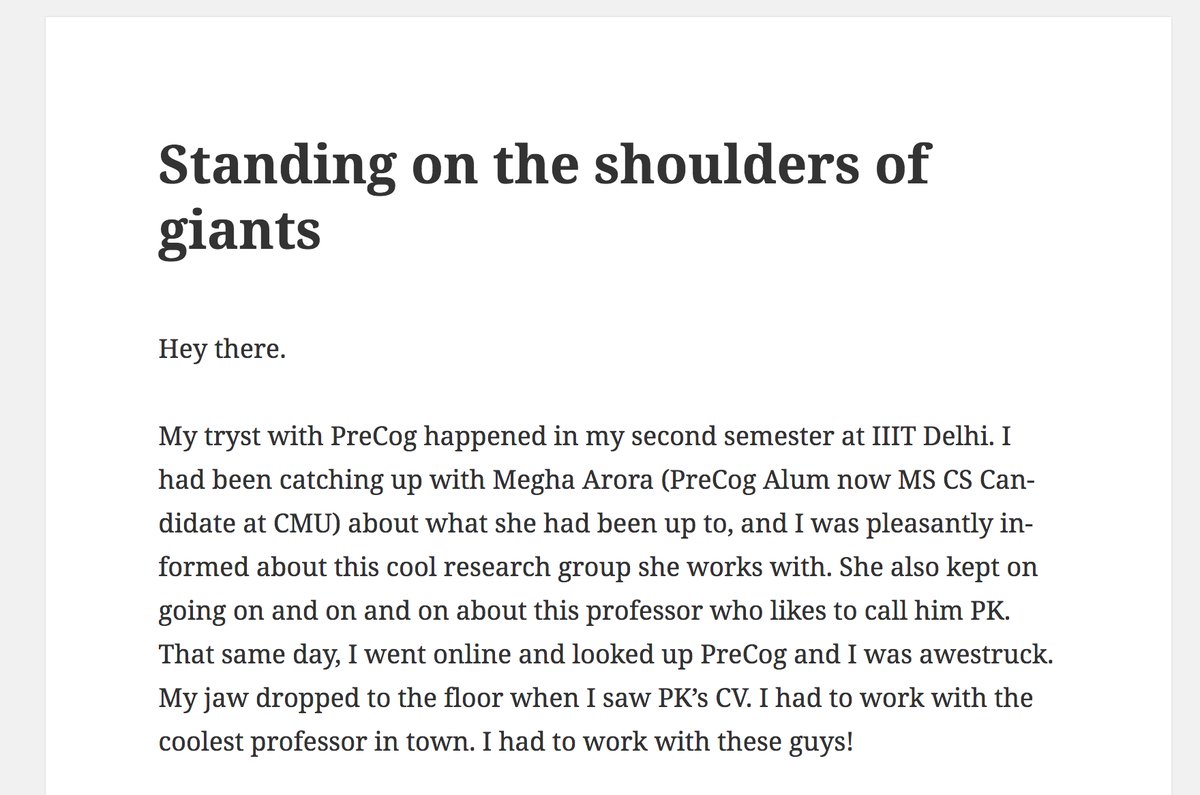 Standing on the shoulders of
giants
Hey there.
My tryst with PreCog happened in my second semester at IIIT Delhi. I
had been catching up with Megha Arora (PreCog Alum now MS CS Can-
didate at CMU) about what she had been up to, and I was pleasantly in-
formed about this cool research group she works with. She also kept on
going on and on and on about this professor who likes to call him PK.
That same day, I went online and looked up PreCog and I was awestruck.
My jaw dropped to the floor when I saw PK’s CV. I had to work with the
coolest professor in town. I had to work with these guys!